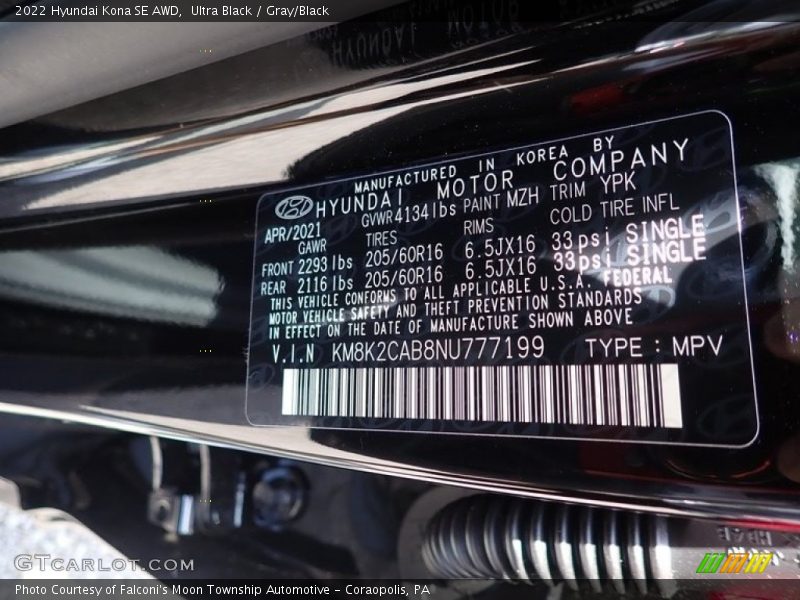 2022 Hyundai Kona SE AWD, Ultra Black / Gray/Black
MANUFACTURED IN KOREA BY
HYUNDAI MOTOR COMPANY
APR/2021 GVWR 4134 lbs PAINT MZH TRIM YPK
GAWR TIRES RIMS COLD TIRE INFL
FRONT 2293 lbs 205/60R16 6.5JX16 33 psi SINGLE
REAR 2116 lbs 205/60R16 6.5JX16 33 psi SINGLE
THIS VEHICLE CONFORMS TO ALL APPLICABLE U.S.A. FEDERAL
MOTOR VEHICLE SAFETY AND THEFT PREVENTION STANDARDS
IN EFFECT ON THE DATE OF MANUFACTURE SHOWN ABOVE
V.I.N KM8K2CAB8NU777199 TYPE : MPV
GTCarLot.com
Photo Courtesy of Falconi's Moon Township Automotive - Coraopolis, PA